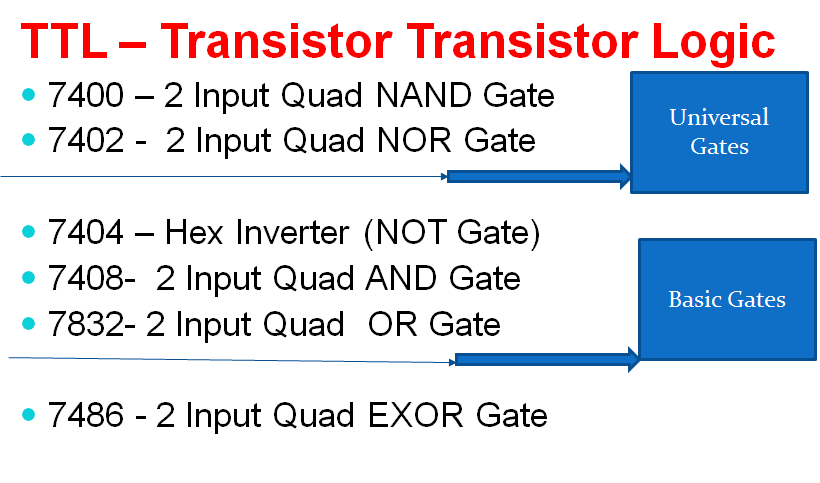 TTL – Transistor Transistor Logic
• 7400 – 2 Input Quad NAND Gate
• 7402 - 2 Input Quad NOR Gate
Universal
Gates
• 7404 – Hex Inverter (NOT Gate)
• 7408- 2 Input Quad AND Gate
• 7832- 2 Input Quad OR Gate
Basic Gates
• 7486 - 2 Input Quad EXOR Gate